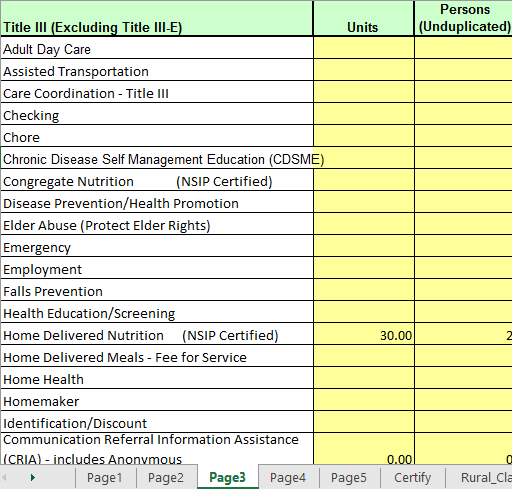 Persons
Title III (Excluding Title III-E) Units (Unduplicated)
Adult Day Care
Assisted Transportation
Care Coordination - Title III
Checking
Chore
Chronic Disease Self Management Education (CDSME)
Congregate Nutrition (NSIP Certified)
Disease Prevention/Health Promotion
Elder Abuse (Protect Elder Rights)
Emergency
Employment
Falls Prevention
Health Education/Screening
Home Delivered Nutrition (NSIP Certified) 30.00 2
Home Delivered Meals - Fee for Service
Home Health
Homemaker
Identification/Discount
Communication Referral Information Assistance
(CRIA) - includes Anonymous 0.00 0
Page1 Page2 Page3 Page4 Page5 Certify Rural_Cla